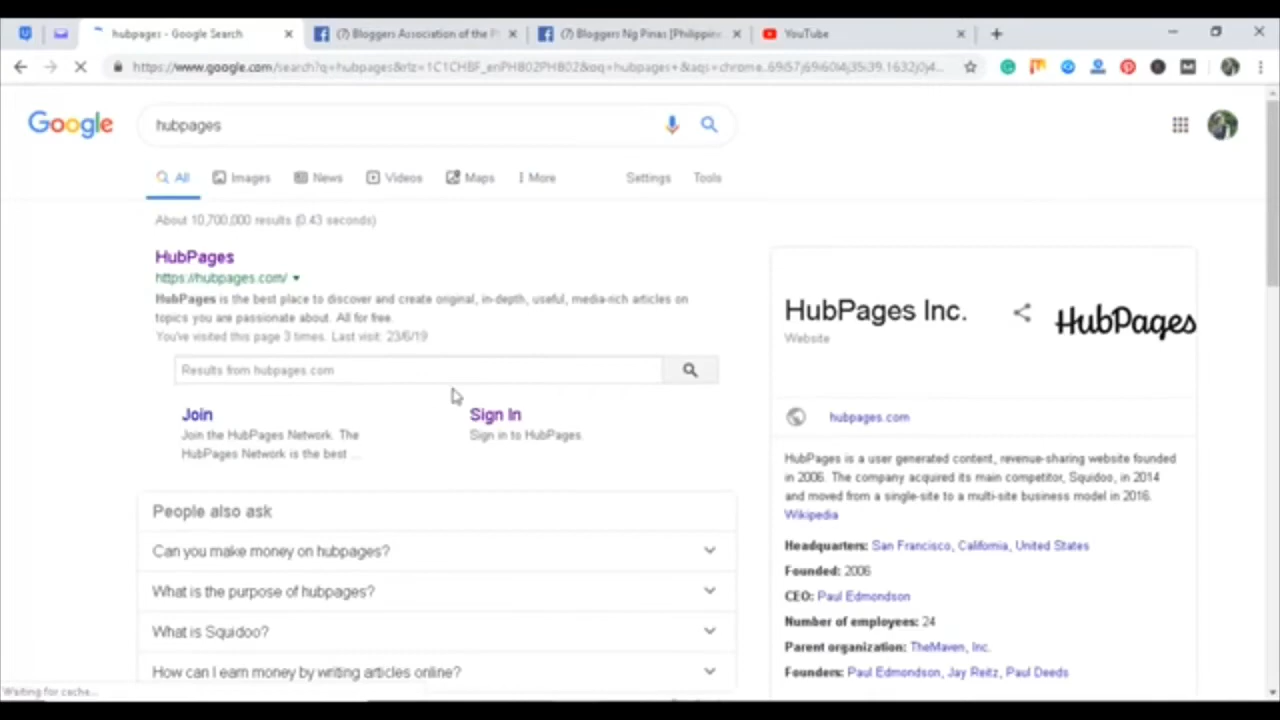 hubpages - Google Search
(7) Bloggers Association of the P
(7) Bloggers Ng Pinas [Philippin
YouTube
Google
hubpages
All
Images
News
Videos
Maps
More
Settings
Tools
About 10,700,000 results (0.43 seconds)
HubPages
https://hubpages.com/
HubPages is the best place to discover and create original, in-depth, useful, media-rich articles on
topics you are passionate about. All for free.
You've visited this page 3 times. Last visit: 23/6/19
Results from hubpages.com
Join
Join the HubPages Network. The
HubPages Network is the best ...
Sign In
Sign in to HubPages.
People also ask
Can you make money on hubpages?
What is the purpose of hubpages?
What is Squidoo?
How can I earn money by writing articles online?
Waiting for cache...
HubPages Inc.
Website
HubPages
hubpages.com
HubPages is a user generated content, revenue-sharing website founded
in 2006. The company acquired its main competitor, Squidoo, in 2014
and moved from a single-site to a multi-site business model in 2016.
Wikipedia
Headquarters: San Francisco, California, United States
Founded: 2006
CEO: Paul Edmondson
Number of employees: 24
Parent organization: TheMaven, Inc.
Founders: Paul Edmondson, Jay Reitz, Paul Deeds